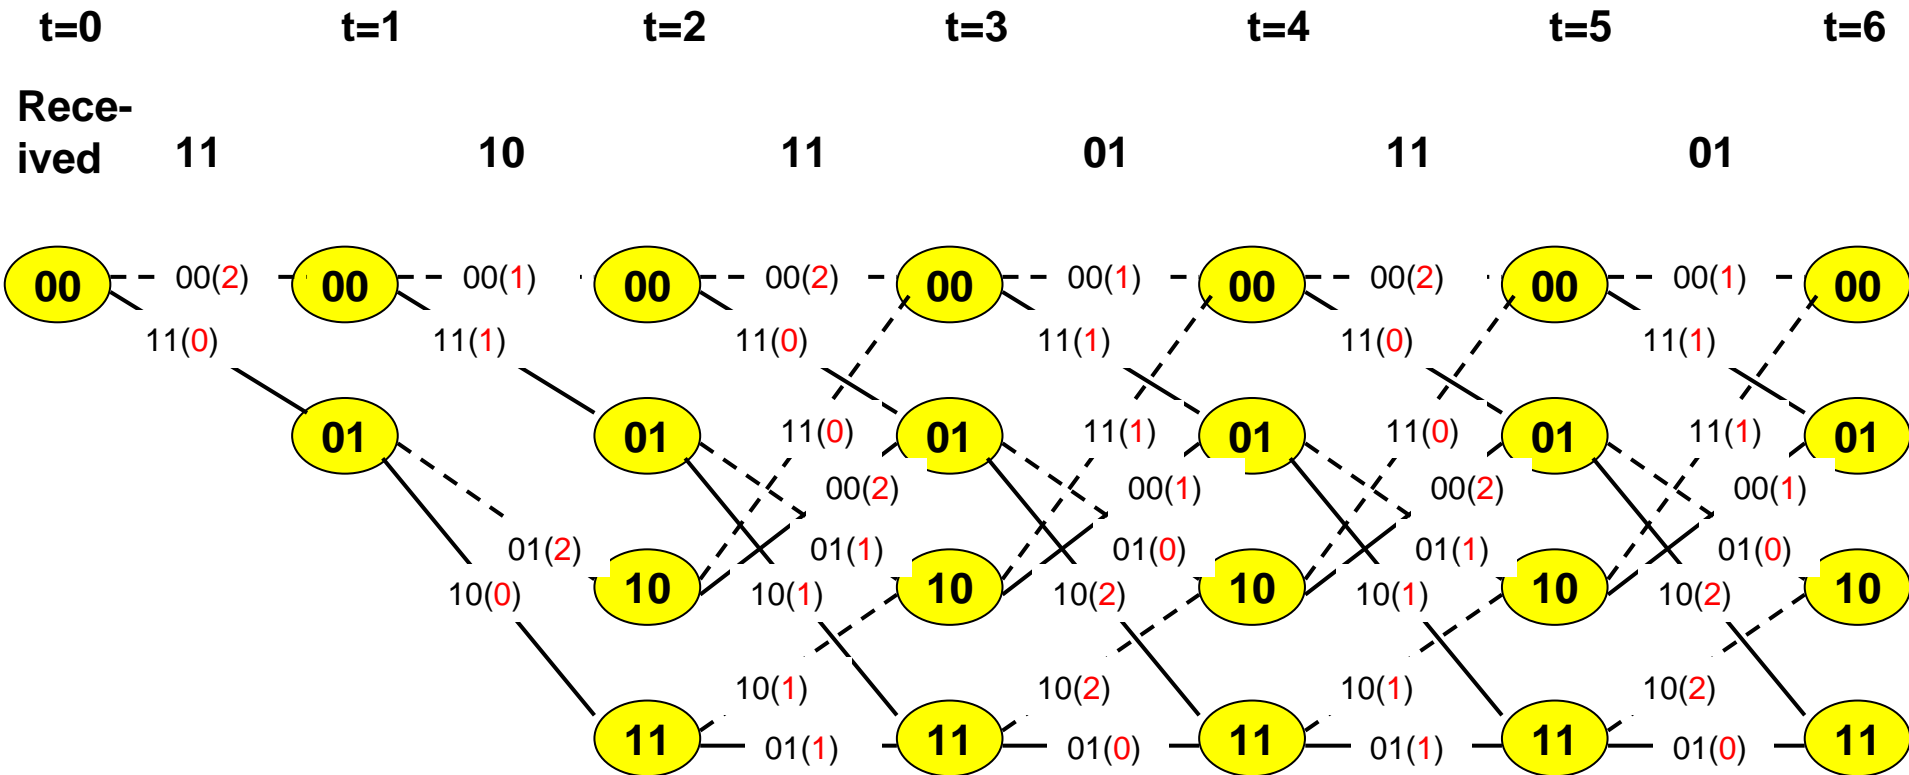 t=0 t=1 t=2 t=3 t=4 t=5 t=6
Rece-
ived 11 10 11 01 11 01
00 00(2) 00 00(1) 00 00(2) 00 00(1) 00 00(2) 00 00(1) 00
11(0) 11(1) 11(0) 11(1) 11(0) 11(1)
01 01 11(0) 01 11(1) 01 11(0) 01 11(1) 01
00(2) 00(1) 00(2) 00(1)
01(2) 01(1) 01(0) 01(1) 01(0)
10(0) 10 10(1) 10 10(2) 10 10(1) 10 10(2) 10
10(1) 10(2) 10(1) 10(2)
11 01(1) 11 01(0) 11 01(1) 11 01(0) 11